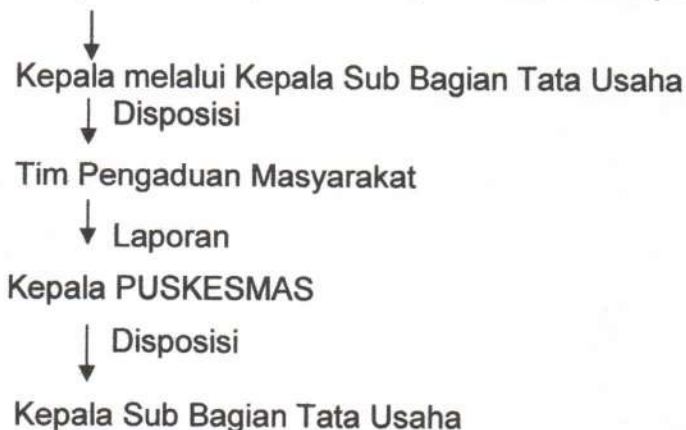 Kepala melalui Kepala Sub Bagian Tata Usaha
Disposisi
Tim Pengaduan Masyarakat
Laporan
Kepala PUSKESMAS
Disposisi
Kepala Sub Bagian Tata Usaha